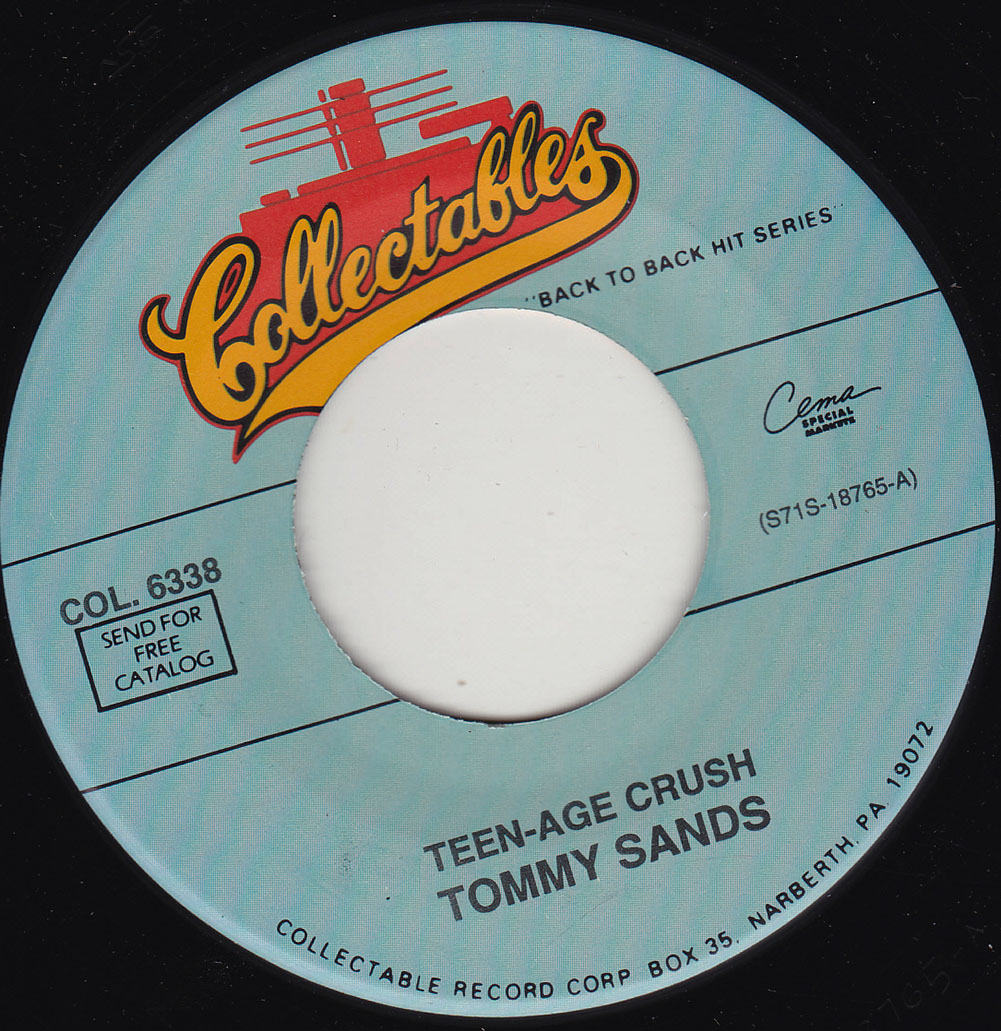 Collectables
"BACK TO BACK HIT SERIES"
Cema
SPECIAL
MARKETS
(S71S-18765-A)
COL. 6338
SEND FOR
FREE
CATALOG
TEEN-AGE CRUSH
TOMMY SANDS
COLLECTABLE RECORD CORP BOX 35, NARBERTH, PA. 19072